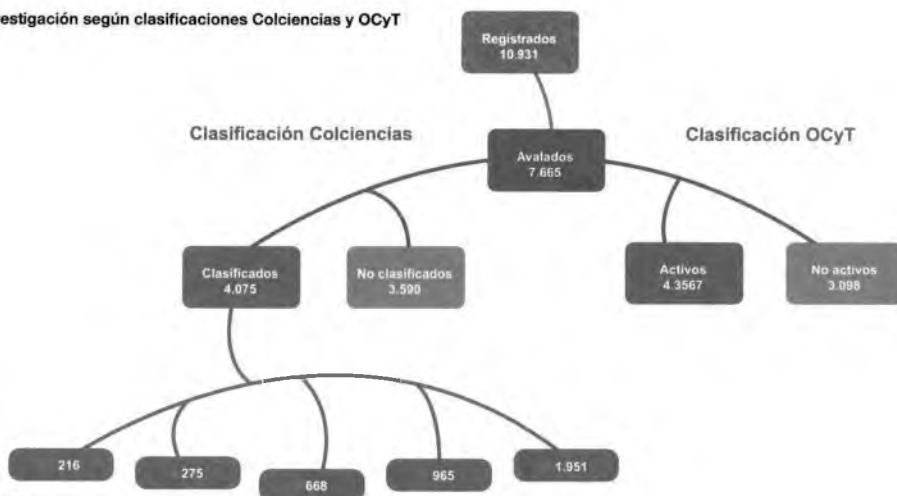 estigación según clasificaciones Colciencias y OCyT
Registrados
10.931
Clasificación Colciencias
Clasificación OCyT
Avalados
7.665
Clasificados
4.075
No clasificados
3.590
Activos
4.3567
No activos
3.098
216
275
668
965
1.951